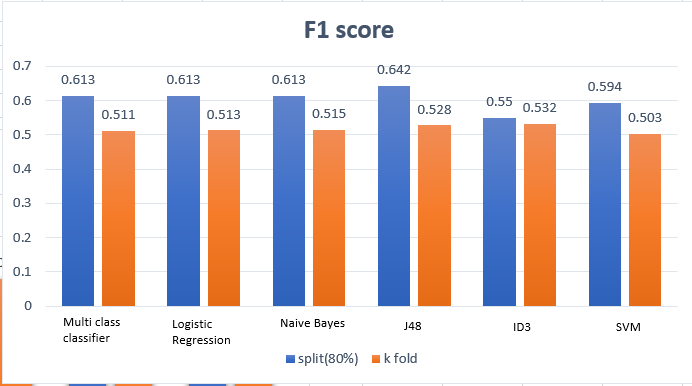 F1 score
0.7
0.6
0.5
0.4
0.3
0.2
0.1
0
0.613
0.511
0.613
0.513
0.613
0.515
0.642
0.528
0.55
0.532
0.594
0.503
Multi class
classifier
Logistic
Regression
Naive Bayes
J48
ID3
SVM
split(80%)
k fold